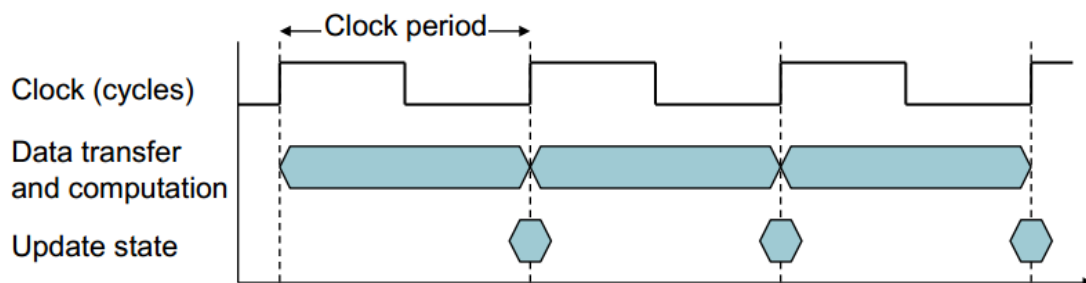 Clock period
Clock (cycles)
Data transfer
and computation
Update state